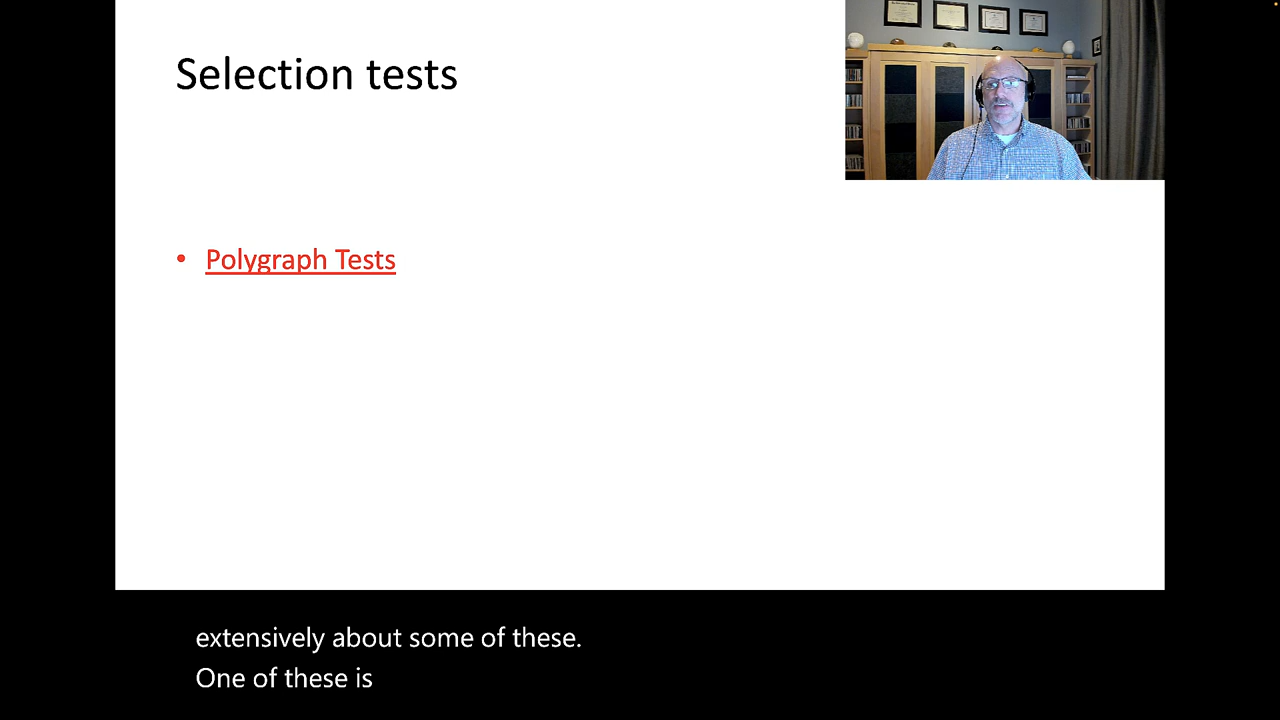 Selection tests
• Polygraph Tests
extensively about some of these.
One of these is